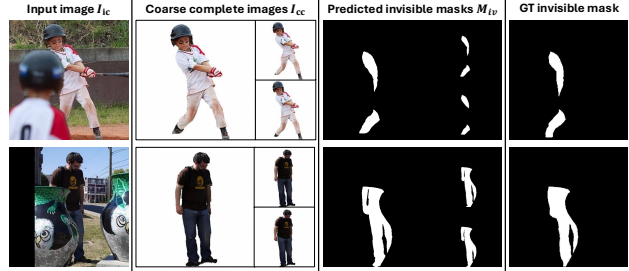 Input image I_ic
Coarse complete images I_cc
Predicted invisible masks M_iv
GT invisible mask